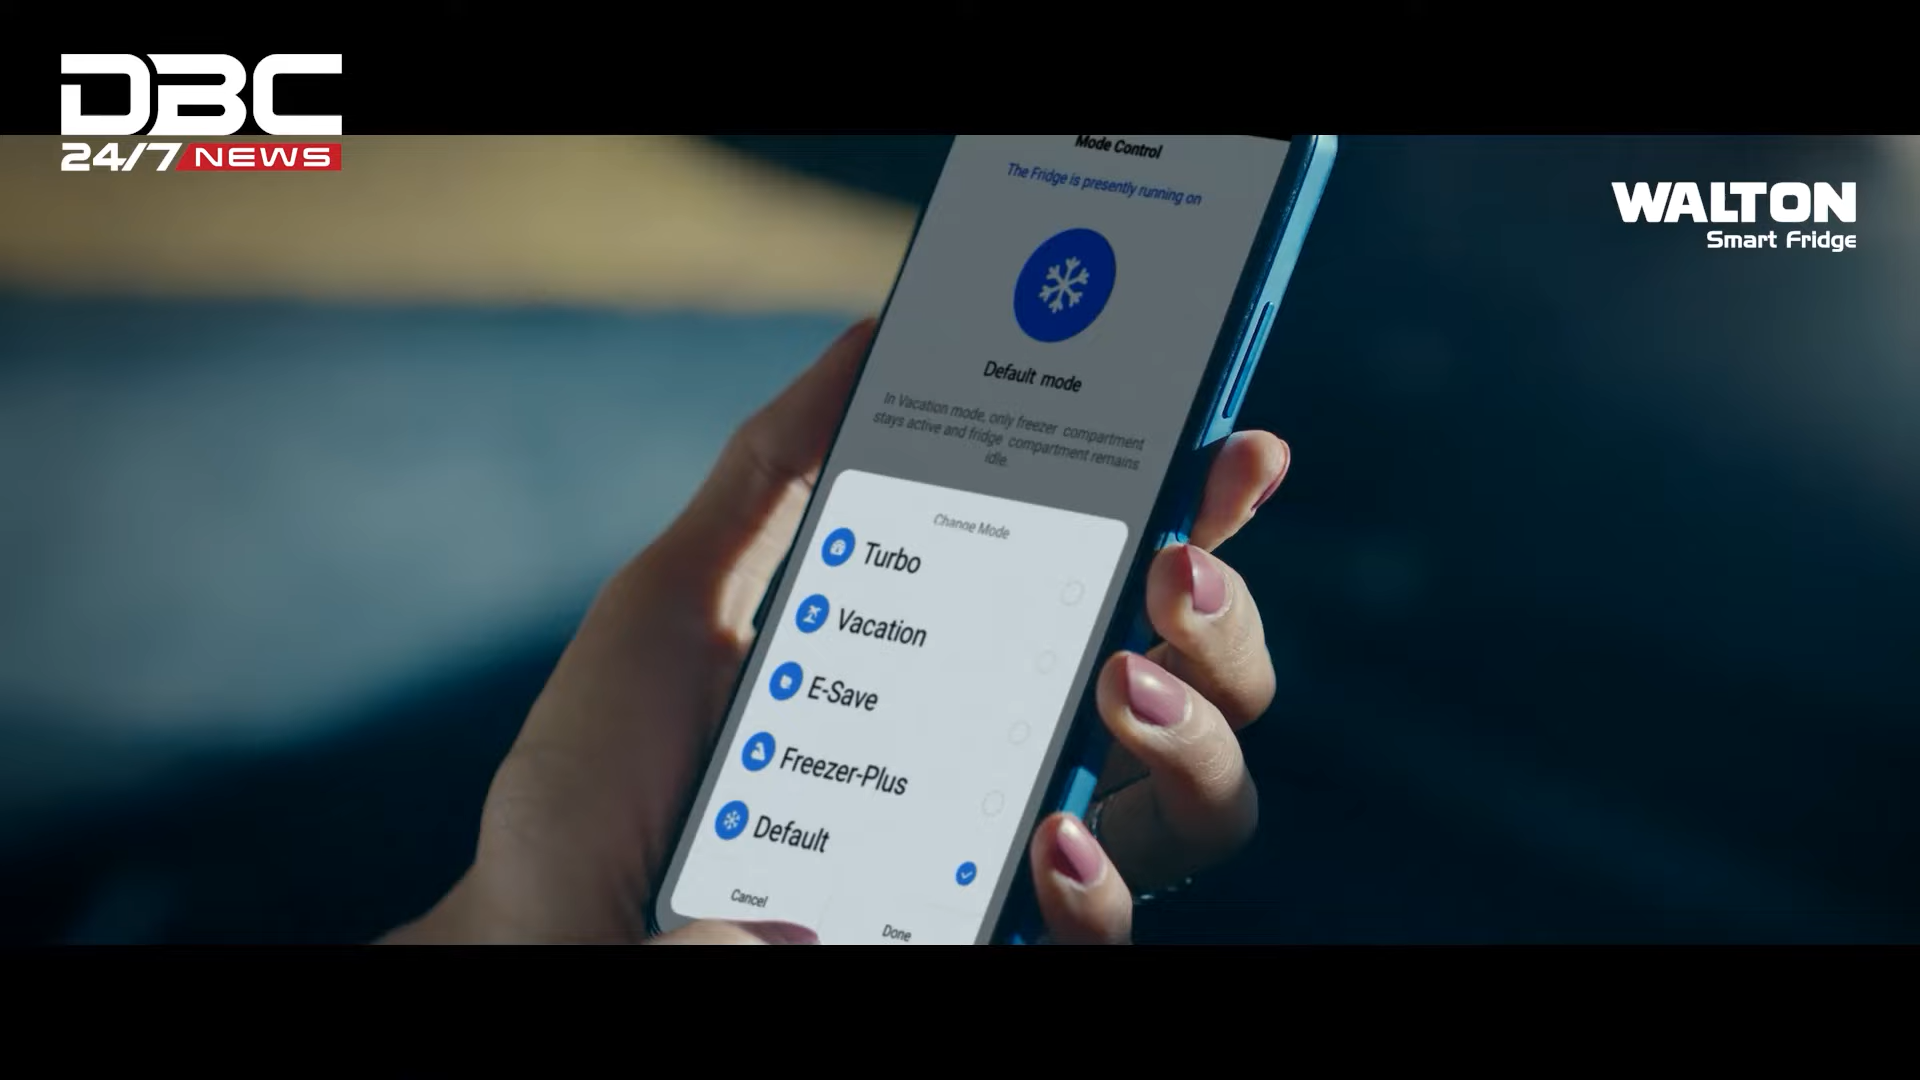 DBC
24/7 NEWS
WALTON
Smart Fridge
Mode Control
The Fridge is presently running on
Default mode
In Vacation mode, only freezer compartment
stays active and fridge compartment remains
idle.
Change Mode
Turbo
Vacation
E-Save
Freezer-Plus
Default
Cancel
Done